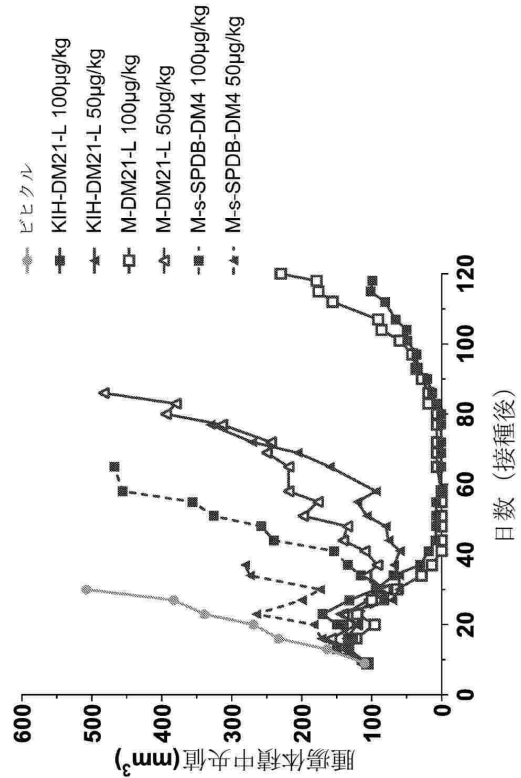 ビヒクル
KIH-DM21-L 100μg/kg
KIH-DM21-L 50μg/kg
M-DM21-L 100μg/kg
M-DM21-L 50μg/kg
M-s-SPDB-DM4 100μg/kg
M-s-SPDB-DM4 50μg/kg
腫瘍体積中央値(mm³)
600
500
400
300
200
100
0
0 20 40 60 80 100 120
日数（接種後）